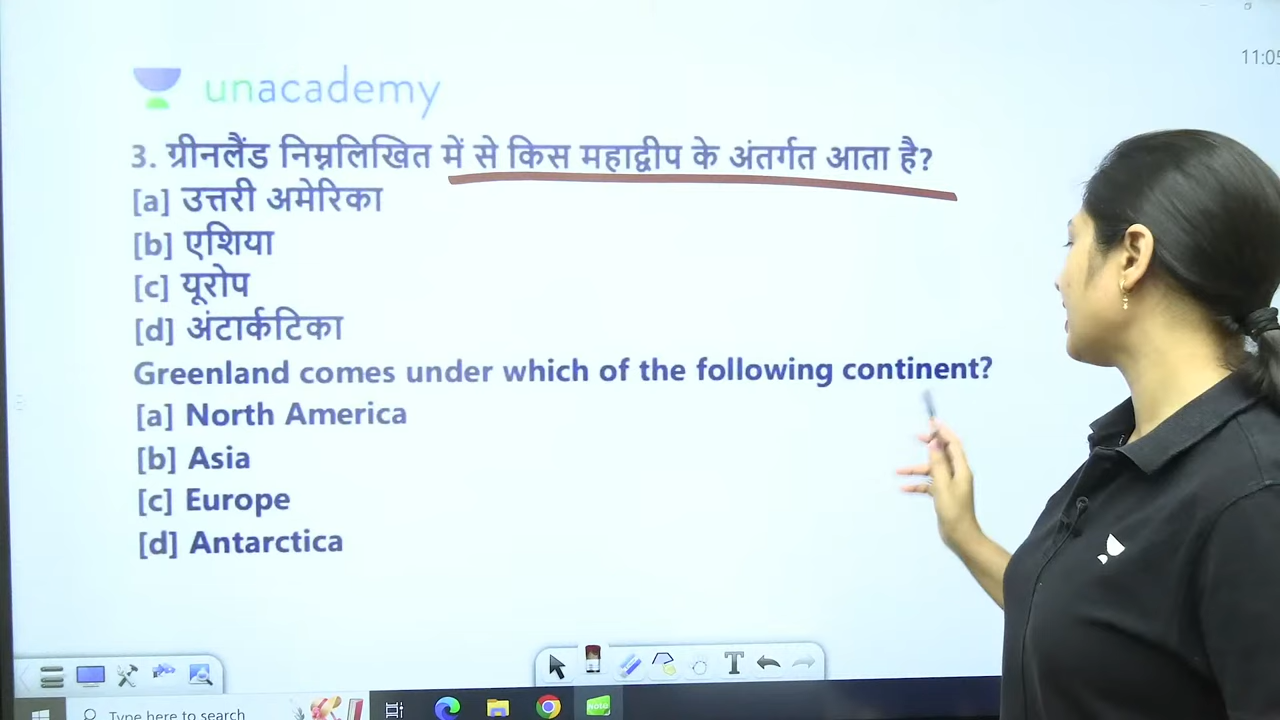 11:05
unacademy
3. ग्रीनलैंड निम्नलिखित में से किस महाद्वीप के अंतर्गत आता है?
[a] उत्तरी अमेरिका
[b] एशिया
[c] यूरोप
[d] अंटार्कटिका
Greenland comes under which of the following continent?
[a] North America
[b] Asia
[c] Europe
[d] Antarctica
T
Type here to search
Note